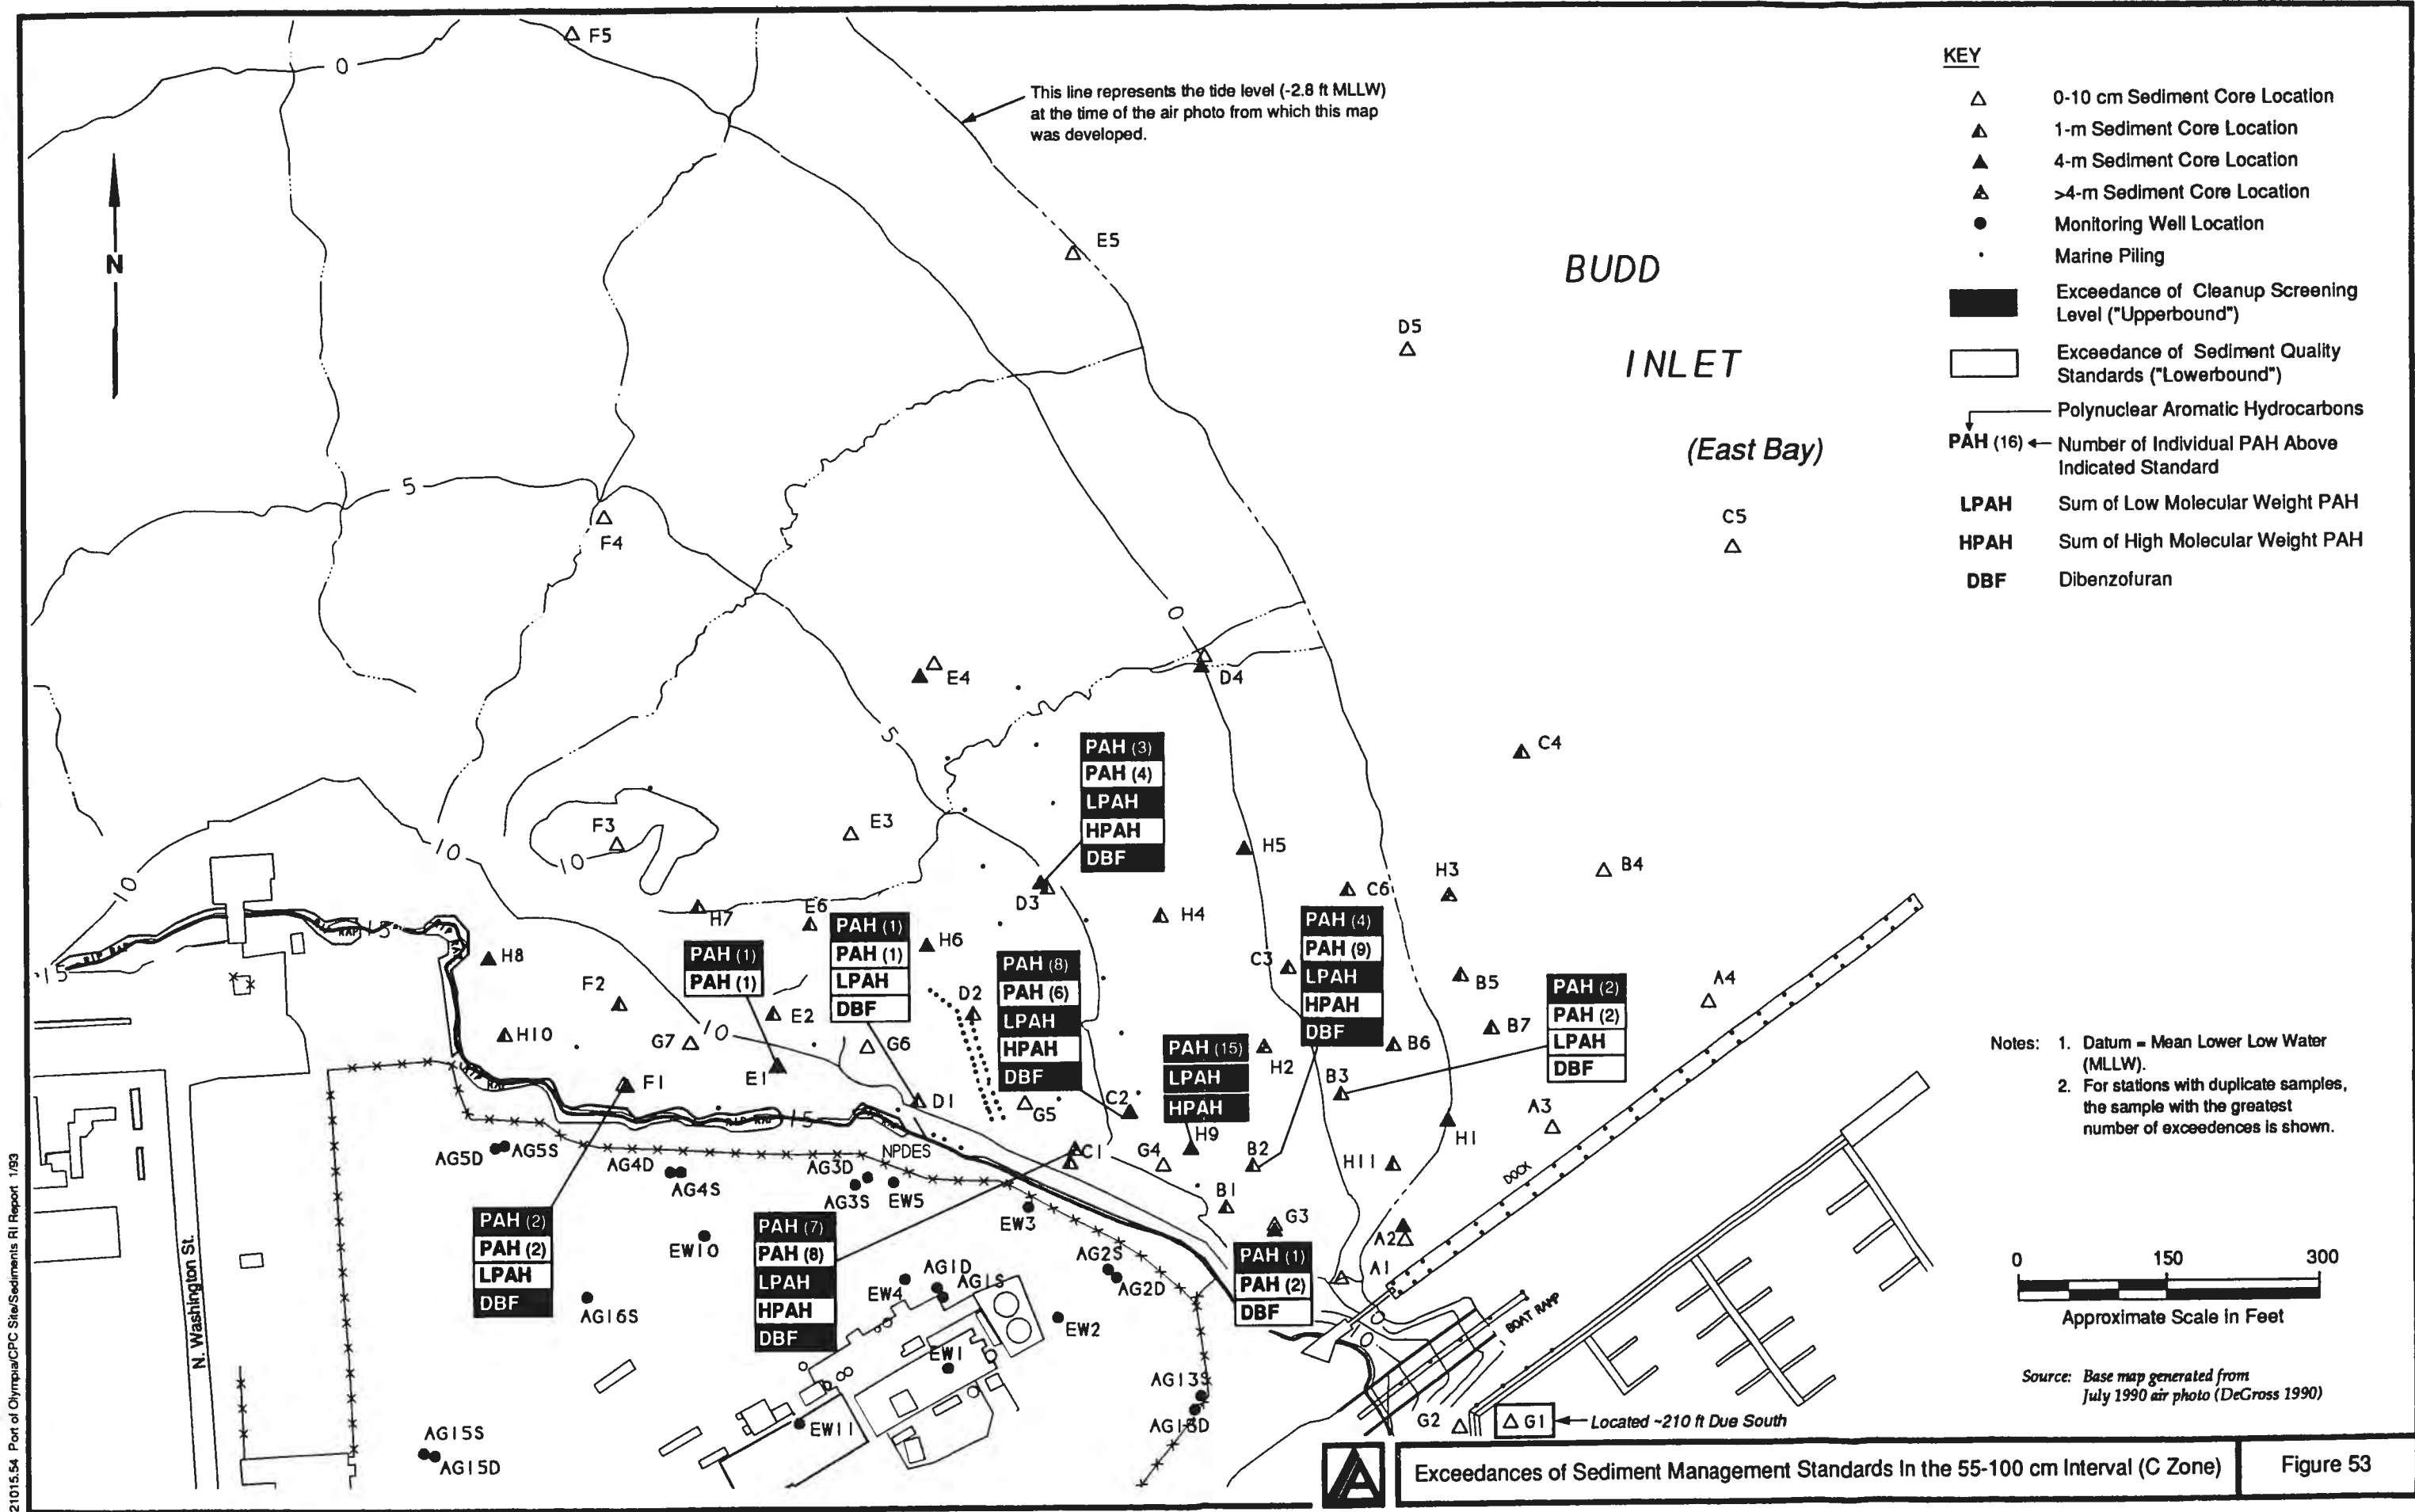 F5
0
This line represents the tide level (-2.8 ft MLLW)
at the time of the air photo from which this map
was developed.
N
E5
BUDD
INLET
(East Bay)
D5
C5
5
F4
0
E4
D4
5
C4
KEY
0-10 cm Sediment Core Location
1-m Sediment Core Location
4-m Sediment Core Location
>4-m Sediment Core Location
Monitoring Well Location
Marine Piling
Exceedance of Cleanup Screening
Level ("Upperbound")
Exceedance of Sediment Quality
Standards ("Lowerbound")
Polynuclear Aromatic Hydrocarbons
PAH (16) Number of Individual PAH Above
Indicated Standard
LPAH Sum of Low Molecular Weight PAH
HPAH Sum of High Molecular Weight PAH
DBF Dibenzofuran
PAH (3)
PAH (4)
LPAH
HPAH
DBF
F3
E3
10
10
10
H5
H3
B4
C6
D3
H4
H7
E6
H6
H8
15
15
F2
E2
D2
C3
B5
A4
B7
B6
H10
G7
10
G6
E1
F1
D1
G5
C2
H2
B3
A3
H1
H9
G4
B2
H11
C1
B1
G3
A2
A1
15
RIP RAP
PAH (1)
PAH (1)
PAH (1)
PAH (1)
LPAH
DBF
PAH (8)
PAH (6)
LPAH
HPAH
DBF
PAH (15)
LPAH
HPAH
PAH (4)
PAH (9)
LPAH
HPAH
DBF
PAH (2)
PAH (2)
LPAH
DBF
PAH (2)
PAH (2)
LPAH
DBF
PAH (7)
PAH (8)
LPAH
HPAH
DBF
PAH (1)
PAH (2)
DBF
AG5D
AG5S
AG4D
AG4S
AG3D
NPDES
AG3S
EW5
EW3
EW10
AG16S
AG2S
AG2D
AG1D
AG1S
EW4
EW2
EW1
EW11
AG13S
AG13D
AG15S
AG15D
N. Washington St.
DOCK
BOAT RAMP
0
0
G2
G1
Located ~210 ft Due South
Notes: 1. Datum = Mean Lower Low Water
(MLLW).
2. For stations with duplicate samples,
the sample with the greatest
number of exceedences is shown.
0 150 300
Approximate Scale in Feet
Source: Base map generated from
July 1990 air photo (DeGross 1990)
21015.54 Port of Olympia/CPC Site/Sediments RI Report 1/93
Exceedances of Sediment Management Standards In the 55-100 cm Interval (C Zone)
Figure 53